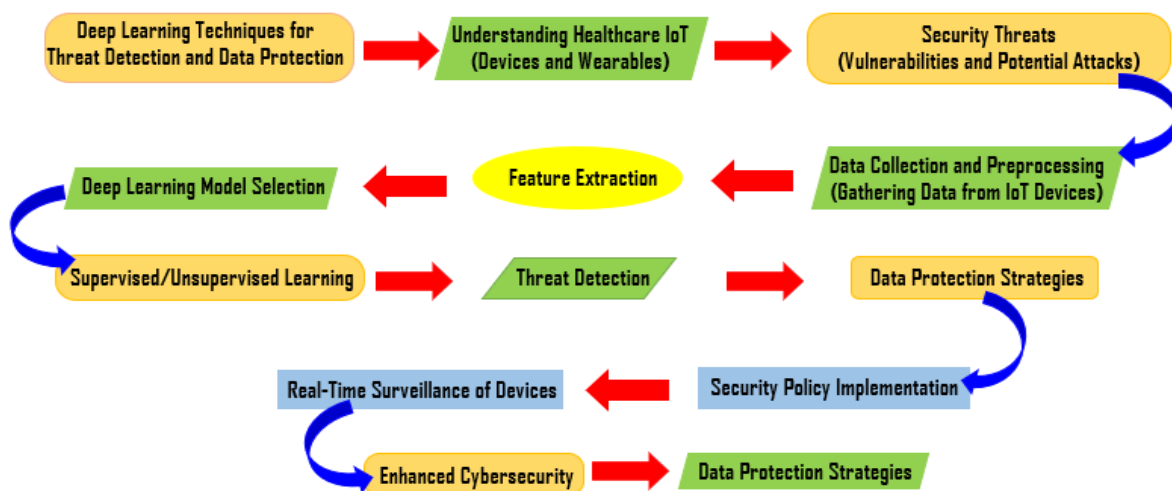 Deep Learning Techniques for
Threat Detection and Data Protection
Understanding Healthcare IoT
(Devices and Wearables)
Security Threats
(Vulnerabilities and Potential Attacks)
Data Collection and Preprocessing
(Gathering Data from IoT Devices)
Feature Extraction
Deep Learning Model Selection
Supervised/Unsupervised Learning
Threat Detection
Data Protection Strategies
Security Policy Implementation
Real-Time Surveillance of Devices
Enhanced Cybersecurity
Data Protection Strategies